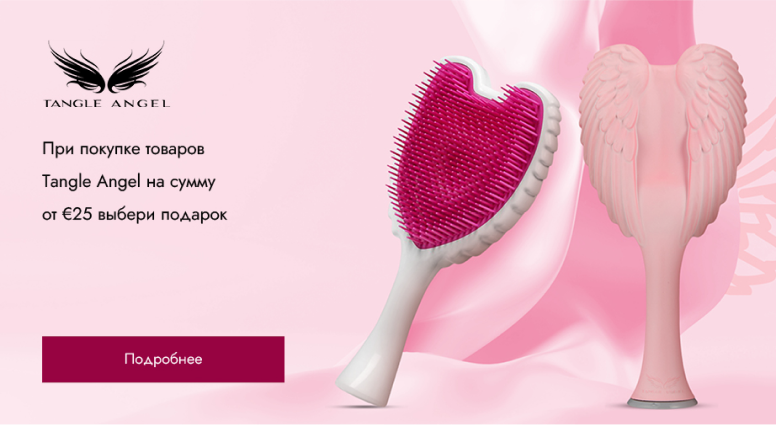 TANGLE ANGEL
При покупке товаров
Tangle Angel на сумму
от €25 выбери подарок
Подробнее